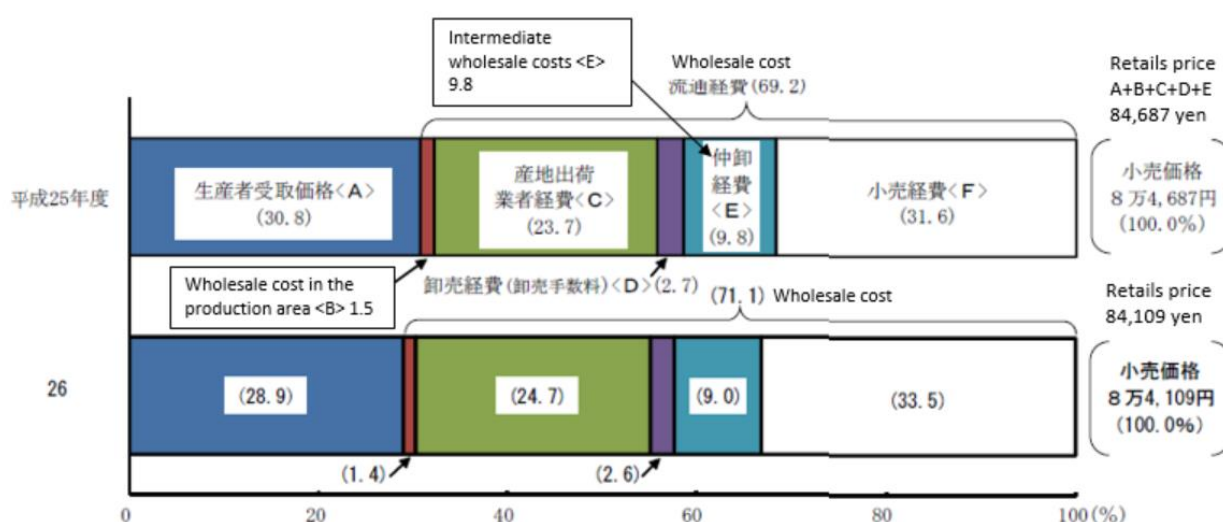 Intermediate
wholesale costs <E>
9.8
Wholesale cost
流通経費(69.2)
Retails price
A+B+C+D+E
84,687 yen
平成25年度
生産者受取価格<A>
(30.8)
産地出荷
業者経費<C>
(23.7)
仲卸
経費
<E>
(9.8)
小売経費<F>
(31.6)
小売価格
8万4,687円
(100.0%)
Wholesale cost in the
production area <B> 1.5
卸売経費(卸売手数料)<D>(2.7)
(71.1) Wholesale cost
Retails price
84,109 yen
26
(28.9)
(24.7)
(9.0)
(33.5)
小売価格
8万4,109円
(100.0%)
(1.4)
(2.6)
0 20 40 60 80 100(%)